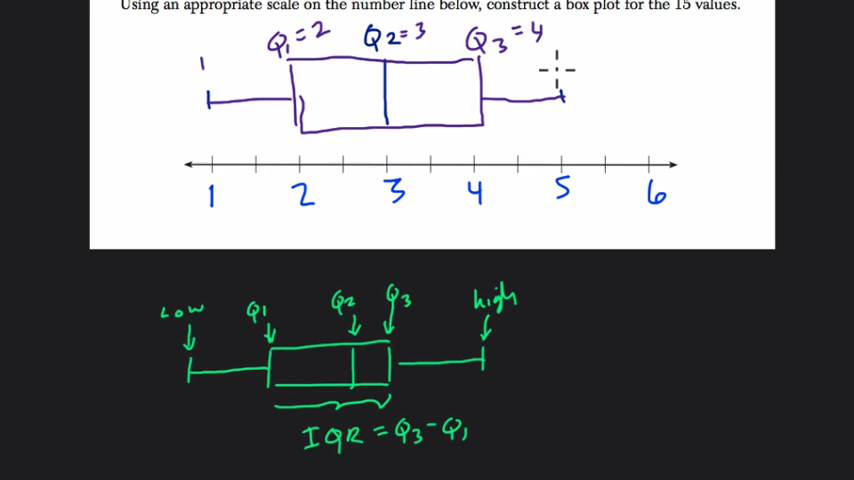 Using an appropriate scale on the number line below, construct a box plot for the 15 values.
1 Q1=2 Q2=3 Q3=4
1 2 3 4 5 6
Low Q1 Q2 Q3 high
IQR = Q3 - Q1